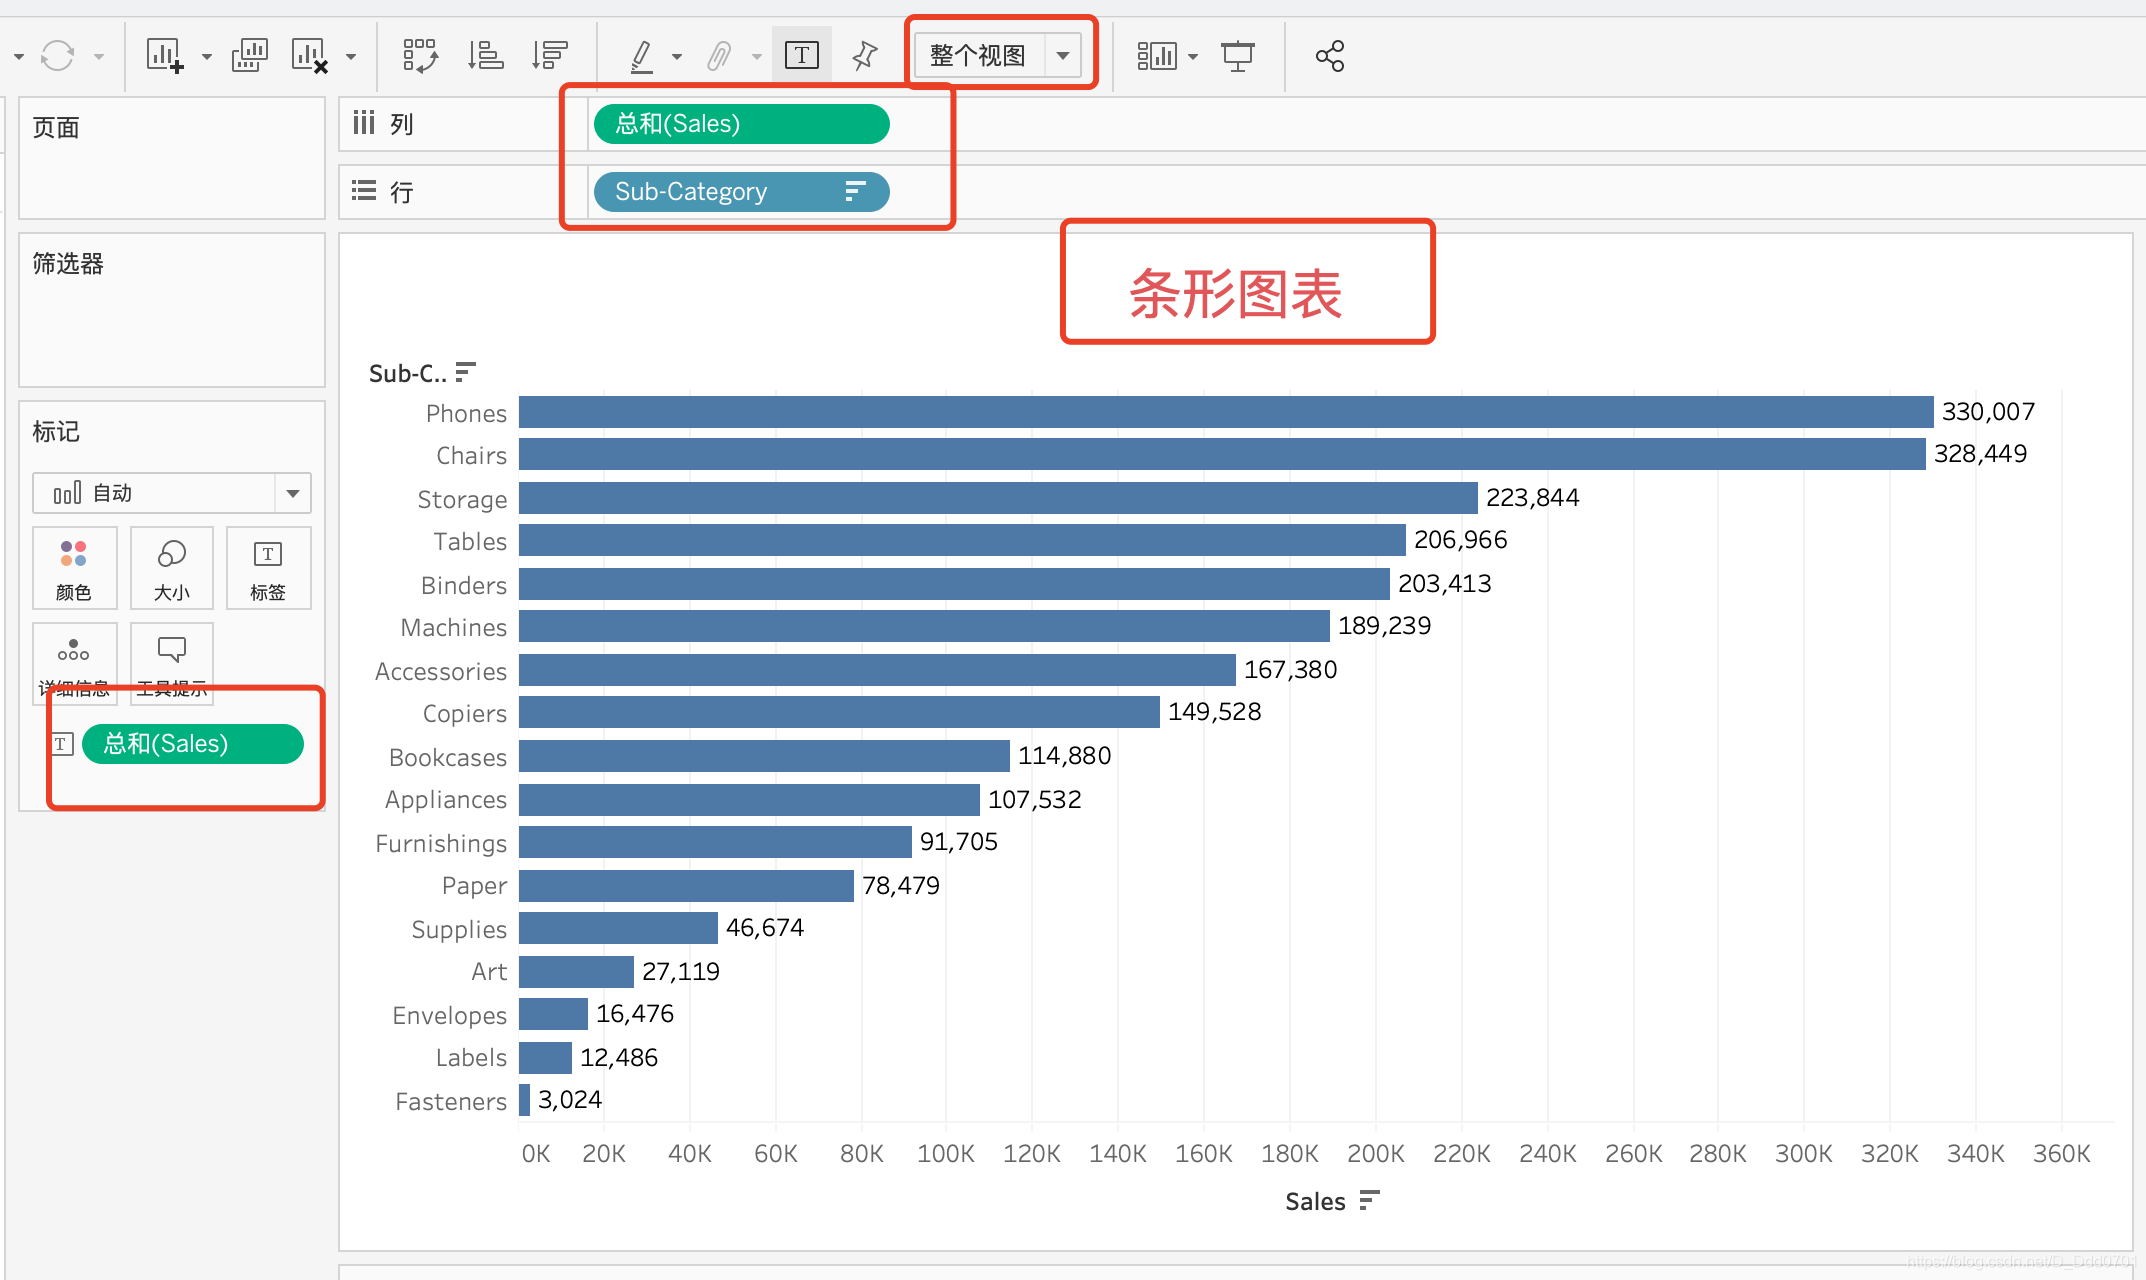 整个视图
页面
列 总和(Sales)
行 Sub-Category
筛选器
条形图表
标记
自动
颜色 大小 标签
详细信息 工具提示
T 总和(Sales)
Sub-C..
Phones 330,007
Chairs 328,449
Storage 223,844
Tables 206,966
Binders 203,413
Machines 189,239
Accessories 167,380
Copiers 149,528
Bookcases 114,880
Appliances 107,532
Furnishings 91,705
Paper 78,479
Supplies 46,674
Art 27,119
Envelopes 16,476
Labels 12,486
Fasteners 3,024
0K 20K 40K 60K 80K 100K 120K 140K 160K 180K 200K 220K 240K 260K 280K 300K 320K 340K 360K
Sales
https://blog.csdn.net/D_Ddd0701